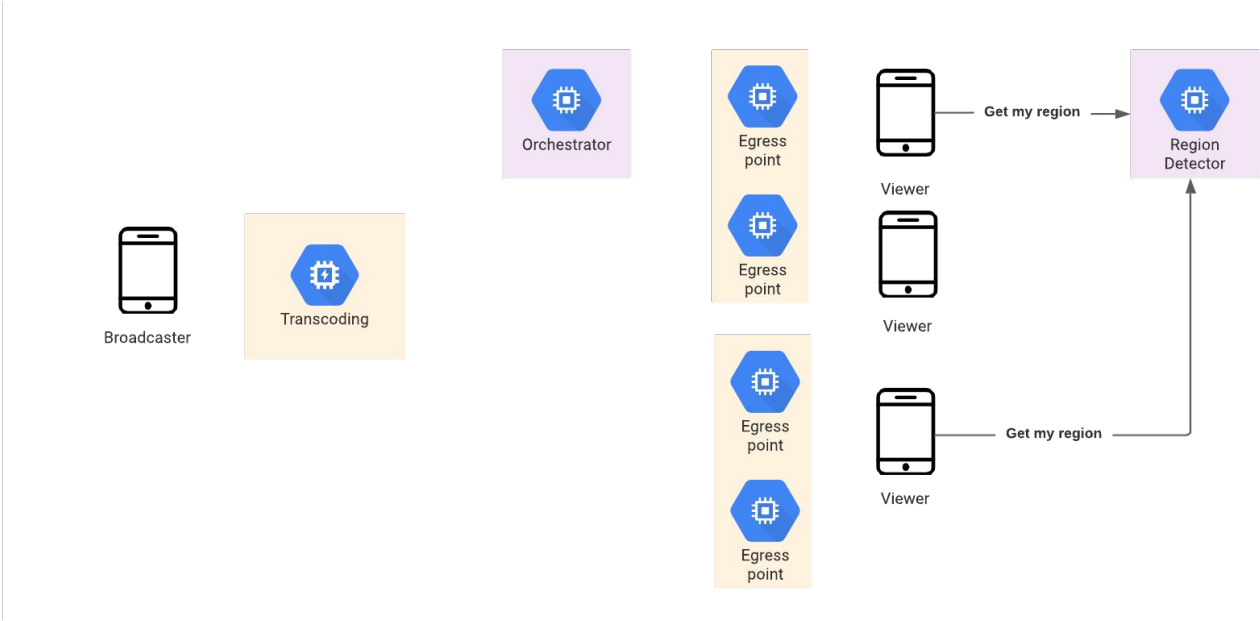 Orchestrator
Egress
point
Egress
point
Viewer
Get my region
Region
Detector
Broadcaster
Transcoding
Viewer
Egress
point
Egress
point
Get my region
Viewer